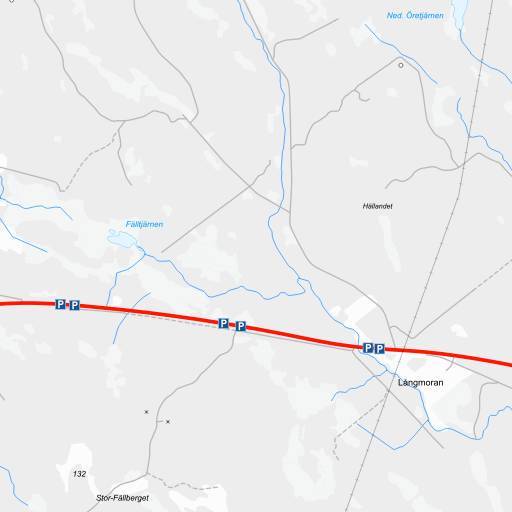 Ned. Öretjärnen
Hällandet
Fälltjärnen
P P
P P
P P
Långmoran
132
Stor-Fällberget